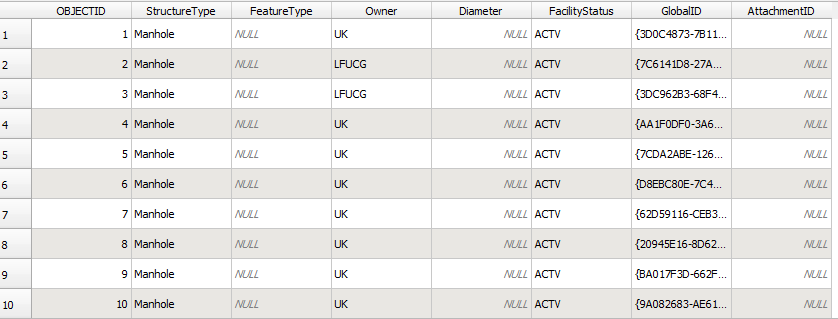 OBJECTID StructureType FeatureType Owner Diameter FacilityStatus GlobalID AttachmentID
1 1 Manhole NULL UK NULL ACTV {3D0C4873-7B11... NULL
2 2 Manhole NULL LFUCG NULL ACTV {7C6141D8-27A... NULL
3 3 Manhole NULL LFUCG NULL ACTV {3DC962B3-68F4... NULL
4 4 Manhole NULL UK NULL ACTV {AA1F0DF0-3A6... NULL
5 5 Manhole NULL UK NULL ACTV {7CDA2ABE-126... NULL
6 6 Manhole NULL UK NULL ACTV {D8EBC80E-7C4... NULL
7 7 Manhole NULL UK NULL ACTV {62D59116-CEB3... NULL
8 8 Manhole NULL UK NULL ACTV {20945E16-8D62... NULL
9 9 Manhole NULL UK NULL ACTV {BA017F3D-662F... NULL
10 10 Manhole NULL UK NULL ACTV {9A082683-AE61... NULL